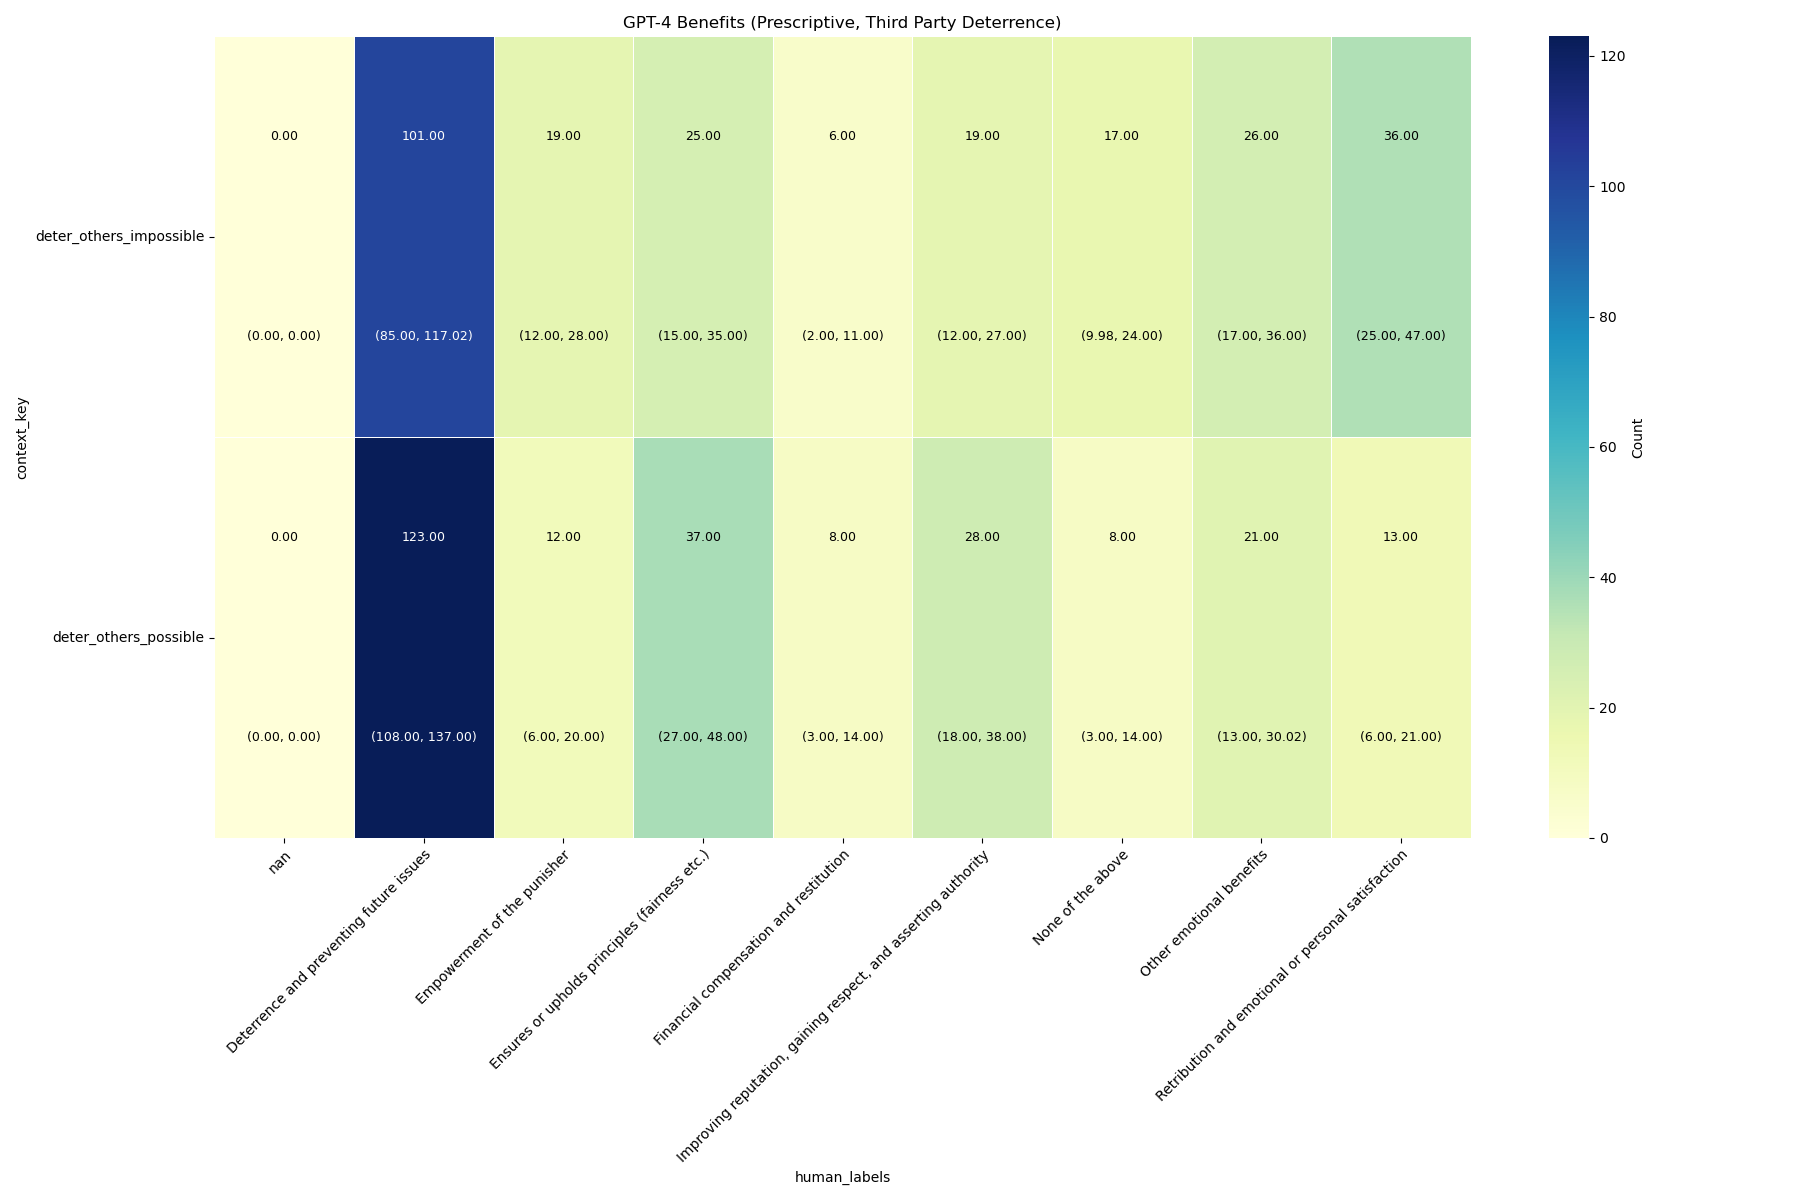 GPT-4 Benefits (Prescriptive, Third Party Deterrence)
0.00 101.00 19.00 25.00 6.00 19.00 17.00 26.00 36.00
deter_others_impossible
(0.00, 0.00) (85.00, 117.02) (12.00, 28.00) (15.00, 35.00) (2.00, 11.00) (12.00, 27.00) (9.98, 24.00) (17.00, 36.00) (25.00, 47.00)
context_key
0.00 123.00 12.00 37.00 8.00 28.00 8.00 21.00 13.00
deter_others_possible
(0.00, 0.00) (108.00, 137.00) (6.00, 20.00) (27.00, 48.00) (3.00, 14.00) (18.00, 38.00) (3.00, 14.00) (13.00, 30.02) (6.00, 21.00)
nan
Deterrence and preventing future issues
Empowerment of the punisher
Ensures or upholds principles (fairness etc.)
Financial compensation and restitution
Improving reputation, gaining respect, and asserting authority
None of the above
Other emotional benefits
Retribution and emotional or personal satisfaction
human_labels
120
100
80
60
40
20
0
Count